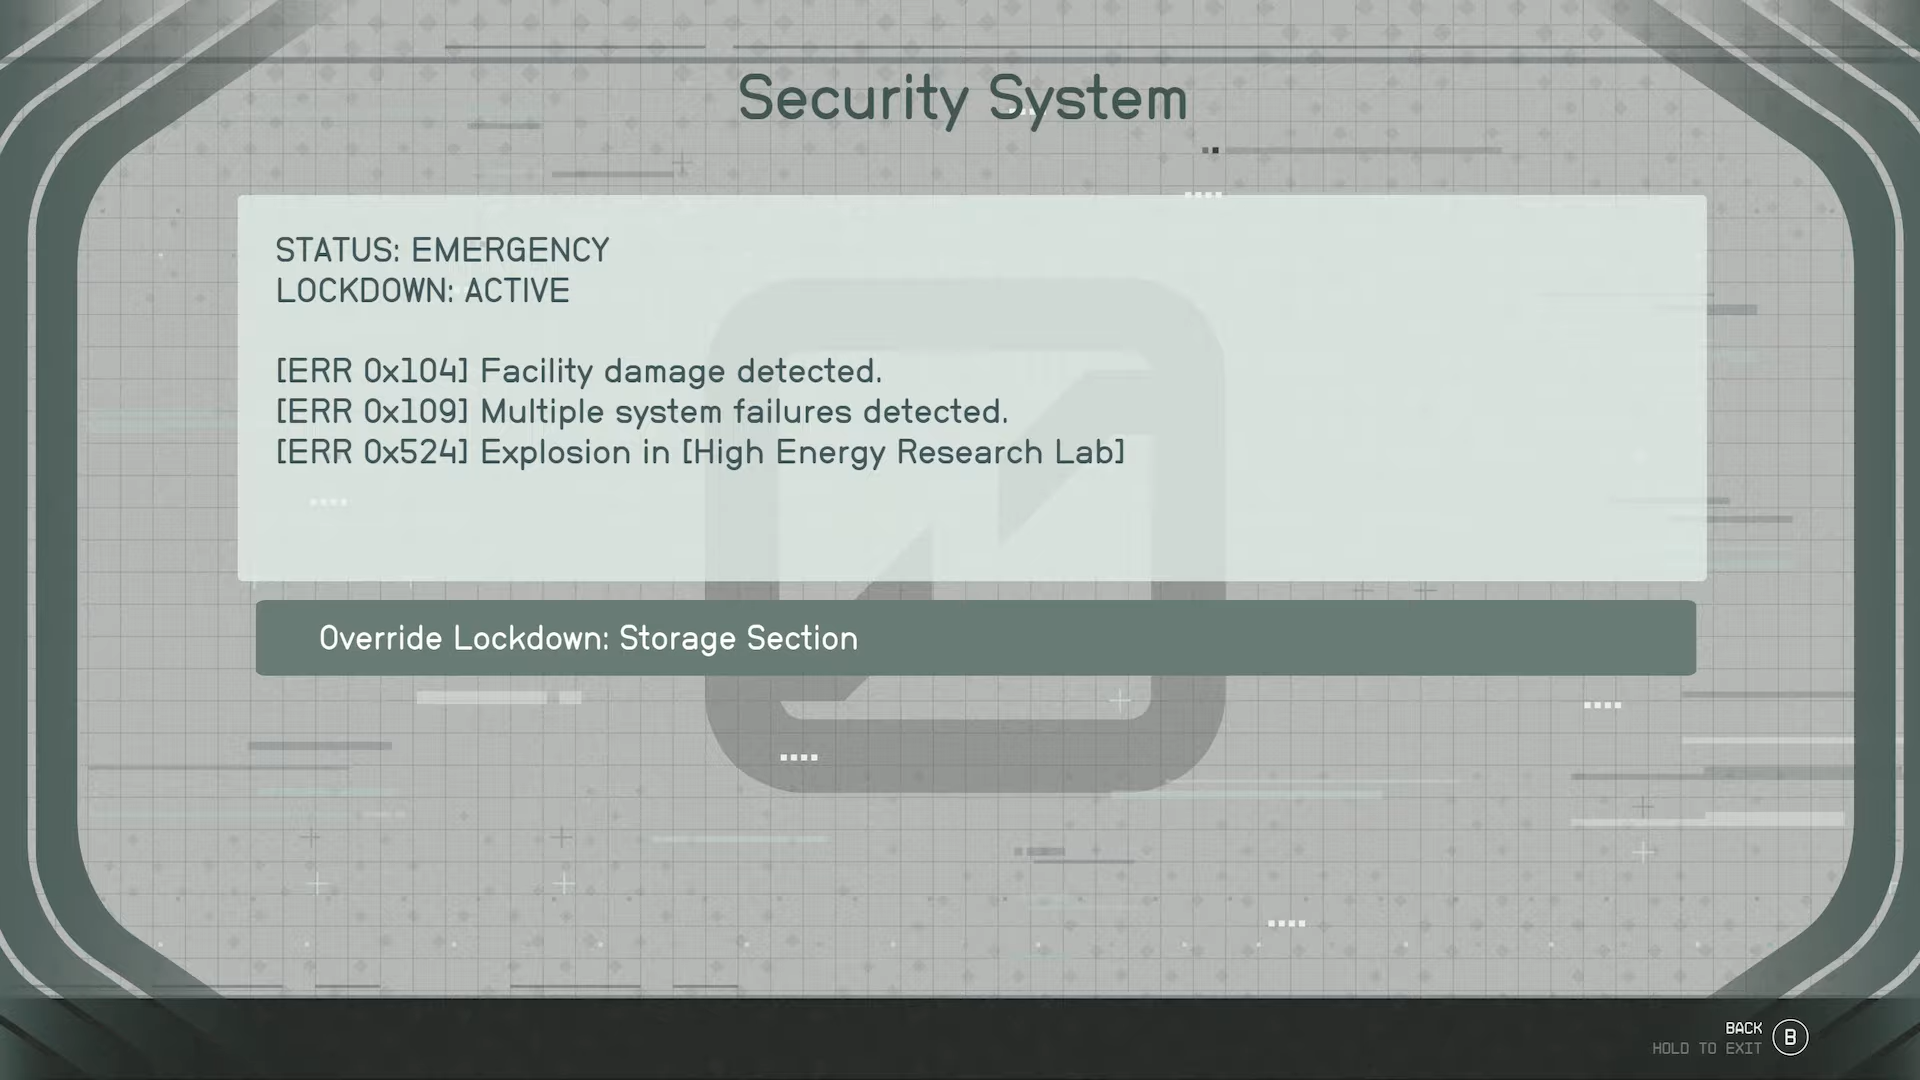 Security System
STATUS: EMERGENCY
LOCKDOWN: ACTIVE
[ERR 0x104] Facility damage detected.
[ERR 0x109] Multiple system failures detected.
[ERR 0x524] Explosion in [High Energy Research Lab]
Override Lockdown: Storage Section
BACK
HOLD TO EXIT
B